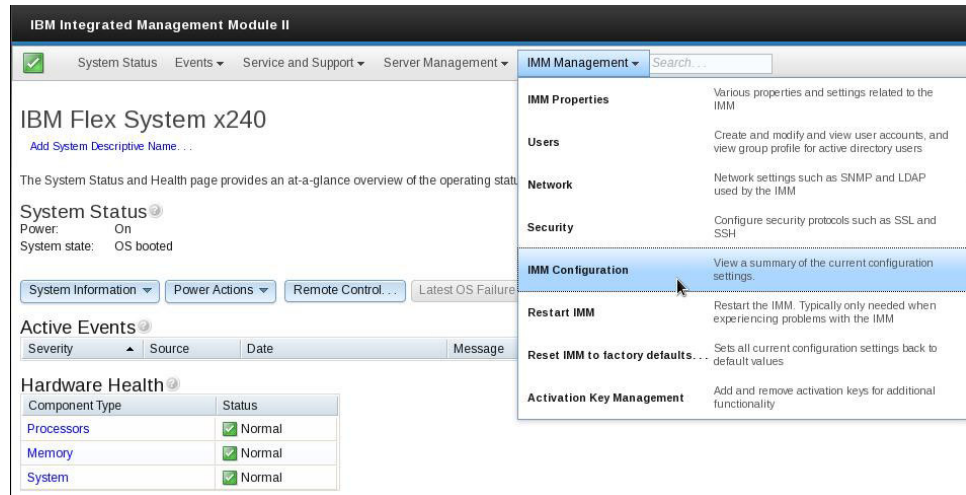 IBM Integrated Management Module II
System Status Events Service and Support Server Management IMM Management Search...
IBM Flex System x240
Add System Descriptive Name. . .
The System Status and Health page provides an at-a-glance overview of the operating statu
System Status
Power: On
System state: OS booted
System Information Power Actions Remote Control. . . Latest OS Failure
Active Events
Severity Source Date Message
Hardware Health
Component Type Status
Processors Normal
Memory Normal
System Normal
IMM Properties Various properties and settings related to the
IMM
Users Create and modify and view user accounts, and
view group profile for active directory users
Network Network settings such as SNMP and LDAP
used by the IMM
Security Configure security protocols such as SSL and
SSH
IMM Configuration View a summary of the current configuration
settings.
Restart IMM Restart the IMM. Typically only needed when
experiencing problems with the IMM
Reset IMM to factory defaults. . . Sets all current configuration settings back to
default values
Activation Key Management Add and remove activation keys for additional
functionality